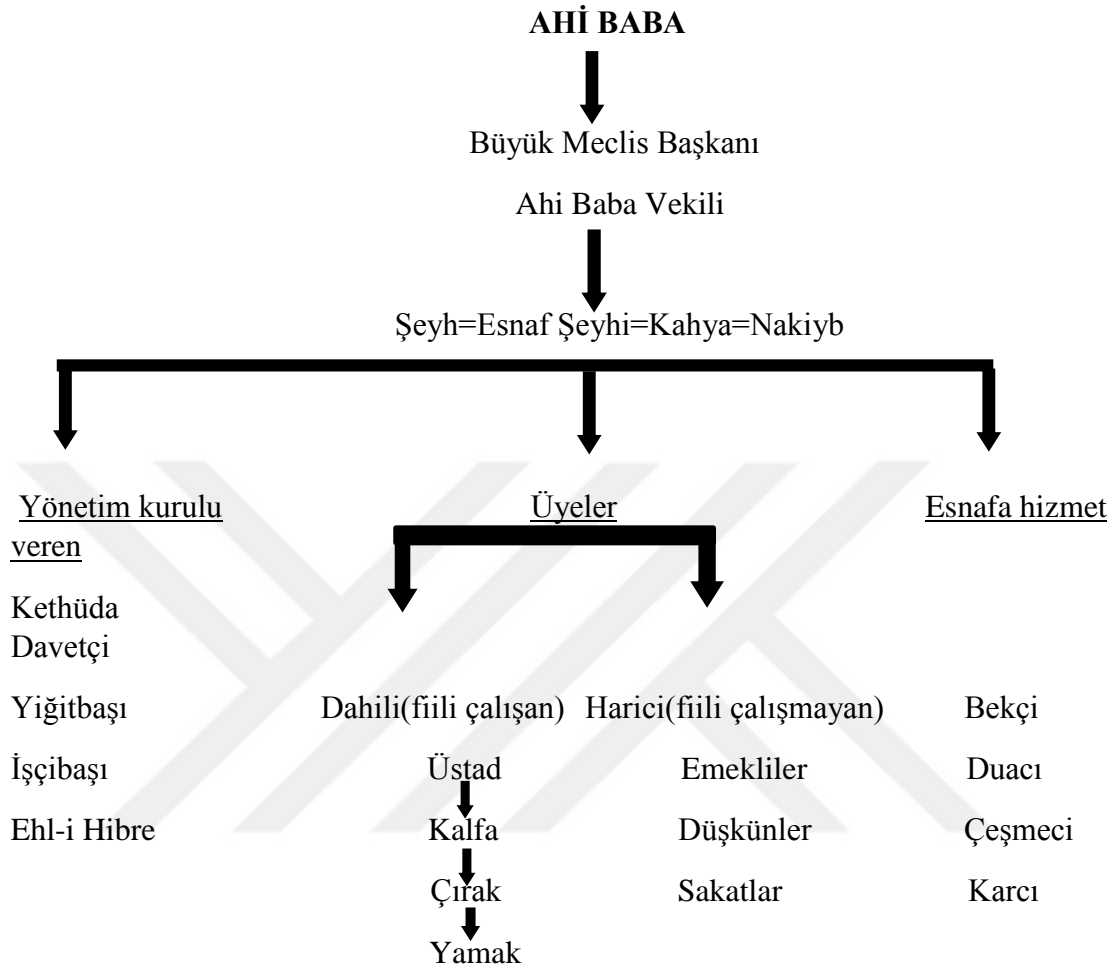 AHİ BABA
Büyük Meclis Başkanı
Ahi Baba Vekili
Şeyh=Esnaf Şeyhi=Kahya=Nakiyb
Yönetim kurulu Üyeler Esnafa hizmet
veren
Kethüda
Davetçi
Yiğitbaşı Dahili(fiili çalışan) Harici(fiili çalışmayan) Bekçi
İşçibaşı Üstad Emekliler Duacı
Ehl-i Hibre Kalfa Düşkünler Çeşmeci
Çırak Sakatlar Karcı
Yamak